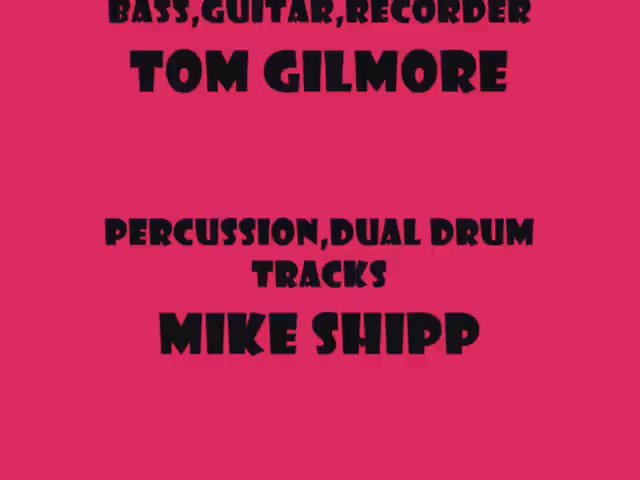 BASS,GUITAR,RECORDER
TOM GILMORE
PERCUSSION,DUAL DRUM
TRACKS
MIKE SHIPP